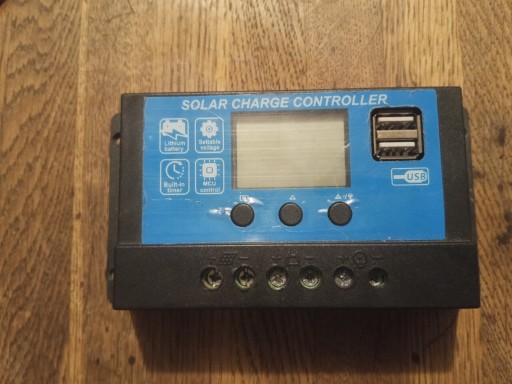 SOLAR CHARGE CONTROLLER
Lithium
battery
Settable
voltage
Built-in
timer
MCU
control
USB